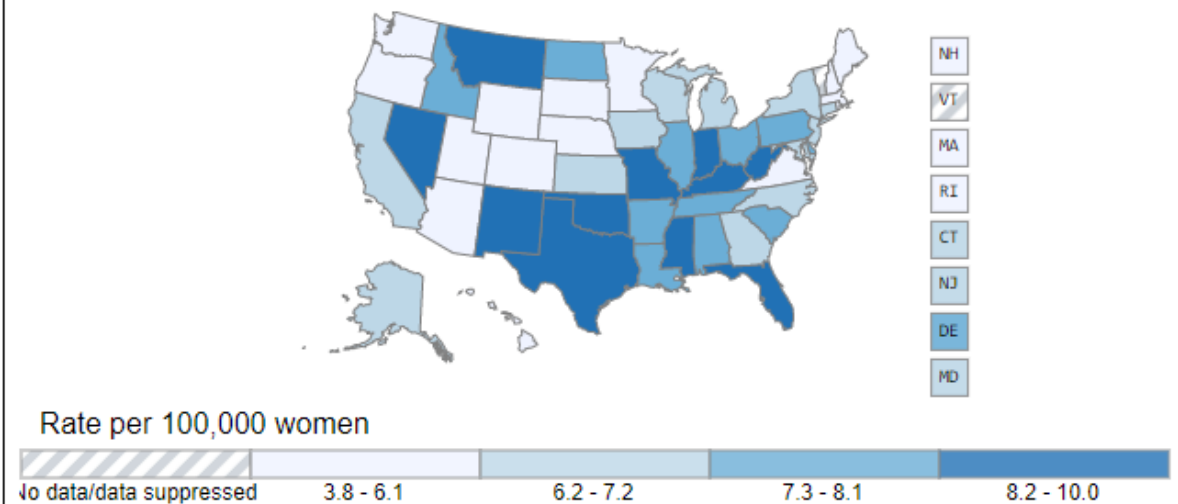 NH
VT
MA
RI
CT
NJ
DE
MD
Rate per 100,000 women
No data/data suppressed 3.8 - 6.1 6.2 - 7.2 7.3 - 8.1 8.2 - 10.0